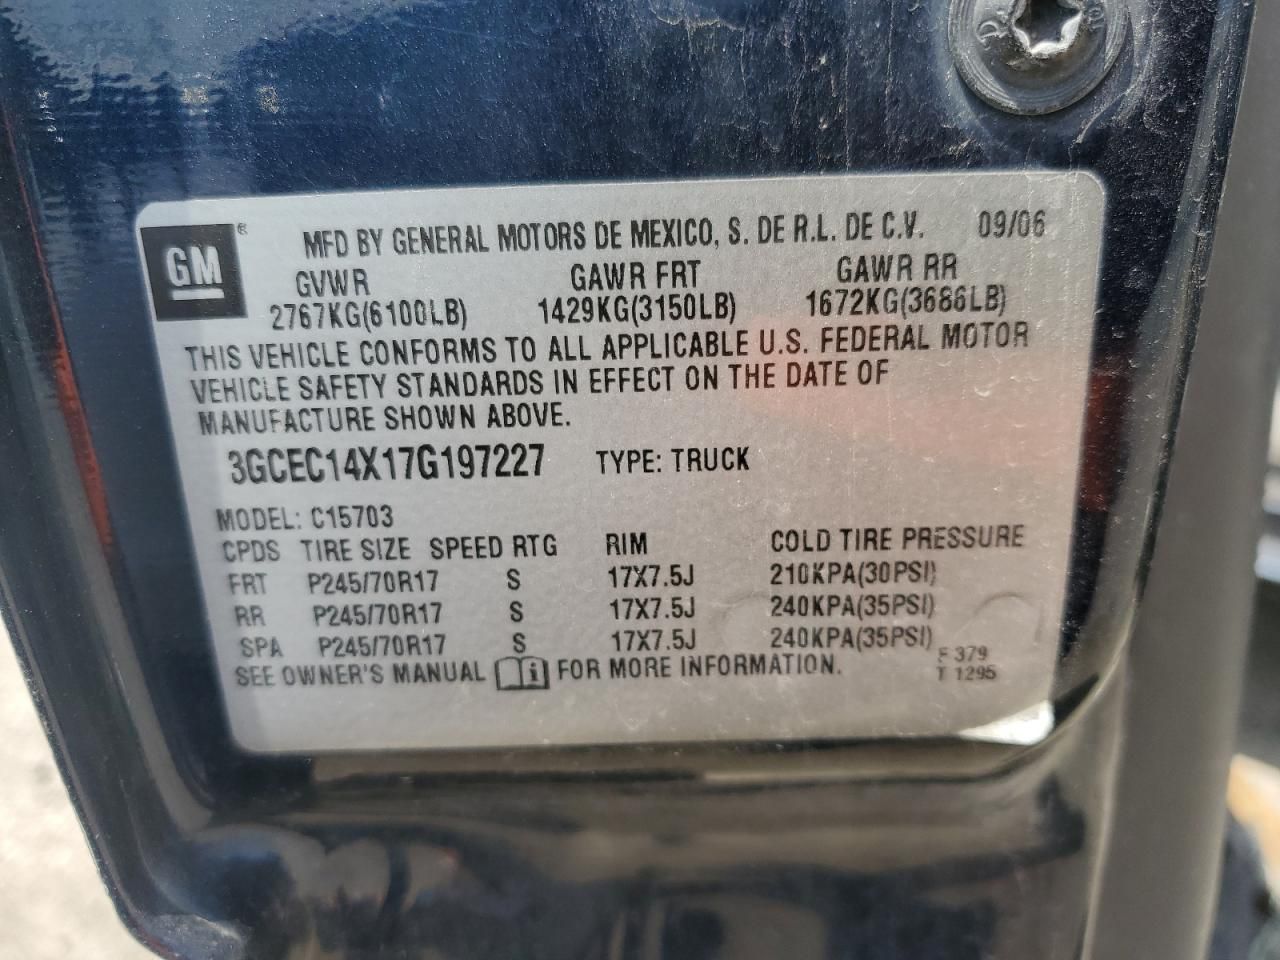 GM® MFD BY GENERAL MOTORS DE MEXICO, S. DE R.L. DE C.V. 09/06
GVWR GAWR FRT GAWR RR
2767KG(6100LB) 1429KG(3150LB) 1672KG(3686LB)
THIS VEHICLE CONFORMS TO ALL APPLICABLE U.S. FEDERAL MOTOR
VEHICLE SAFETY STANDARDS IN EFFECT ON THE DATE OF
MANUFACTURE SHOWN ABOVE.
3GCEC14X17G197227 TYPE: TRUCK
MODEL: C15703
CPDS TIRE SIZE SPEED RTG RIM COLD TIRE PRESSURE
FRT P245/70R17 S 17X7.5J 210KPA(30PSI)
RR P245/70R17 S 17X7.5J 240KPA(35PSI)
SPA P245/70R17 S 17X7.5J 240KPA(35PSI)
SEE OWNER'S MANUAL i FOR MORE INFORMATION.
F 379
T 1295